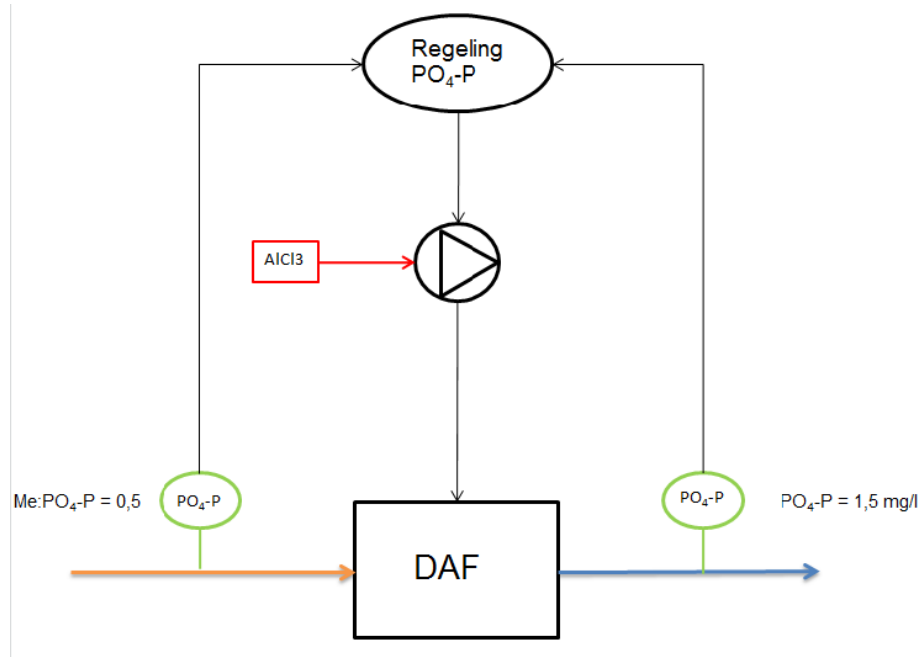 Regeling
PO₄-P
AlCl3
Me:PO₄-P = 0,5
PO₄-P
PO₄-P
PO₄-P = 1,5 mg/l
DAF